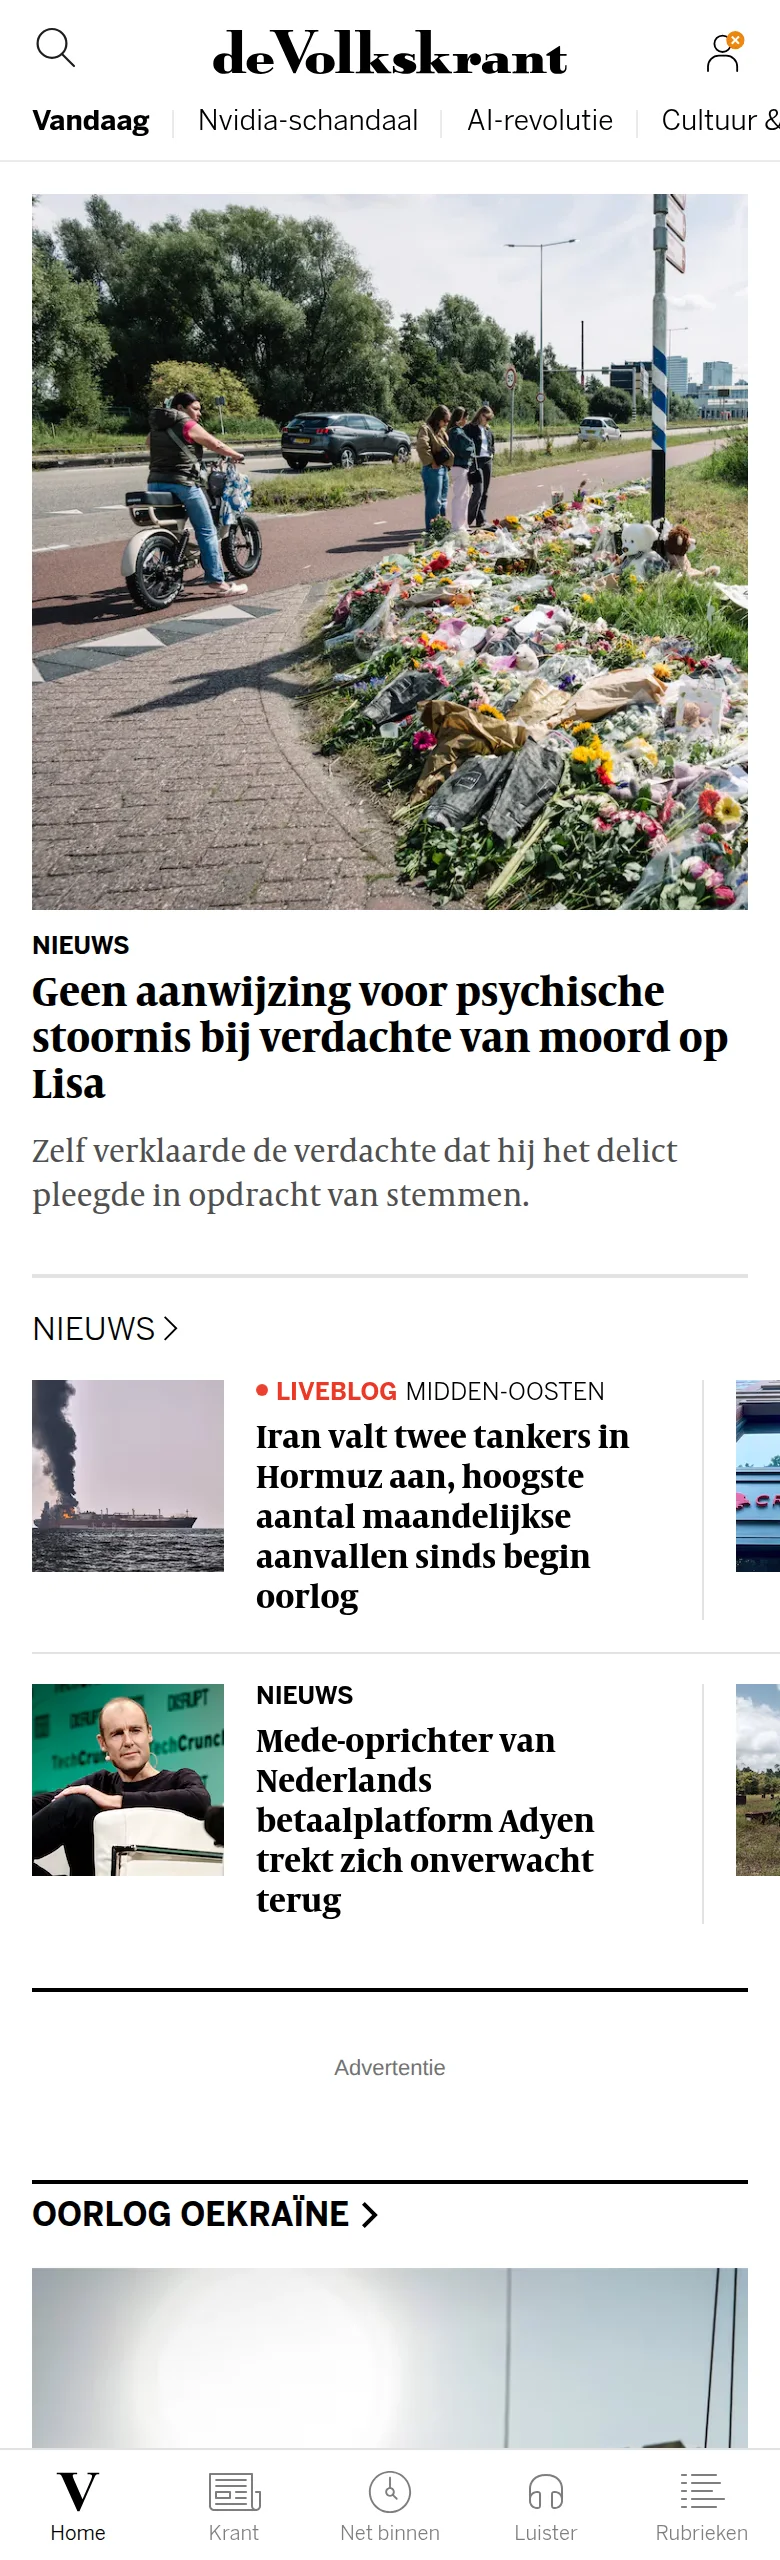 deVolkskrant
Vandaag
Nvidia-schandaal
AI-revolutie
Cultuur &
NIEUWS
Geen aanwijzing voor psychische
stoornis bij verdachte van moord op
Lisa
Zelf verklaarde de verdachte dat hij het delict
pleegde in opdracht van stemmen.
NIEUWS
LIVEBLOG MIDDEN-OOSTEN
Iran valt twee tankers in
Hormuz aan, hoogste
aantal maandelijkse
aanvallen sinds begin
oorlog
DISRUPT
TechCrunch
NIEUWS
Mede-oprichter van
Nederlands
betaalplatform Adyen
trekt zich onverwacht
terug
Advertentie
OORLOG OEKRAÏNE
V
Home
Krant
Net binnen
Luister
Rubrieken